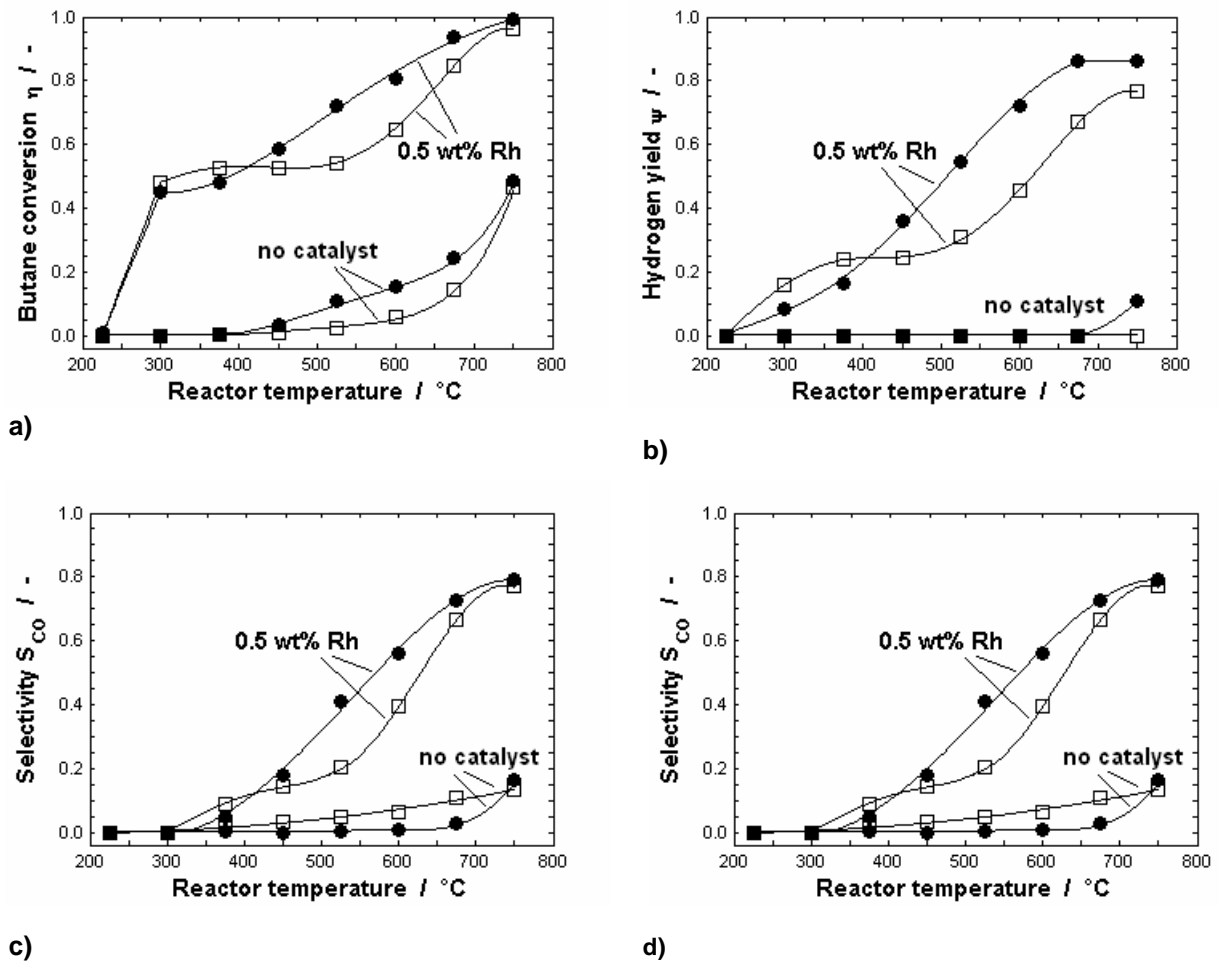 1.0
0.8
0.6
0.4
0.2
0.0
Butane conversion η / -
0.5 wt% Rh
no catalyst
200 300 400 500 600 700 800
Reactor temperature / °C
a)
1.0
0.8
0.6
0.4
0.2
0.0
Hydrogen yield ψ / -
0.5 wt% Rh
no catalyst
200 300 400 500 600 700 800
Reactor temperature / °C
b)
1.0
0.8
0.6
0.4
0.2
0.0
Selectivity S_CO / -
0.5 wt% Rh
no catalyst
200 300 400 500 600 700 800
Reactor temperature / °C
c)
1.0
0.8
0.6
0.4
0.2
0.0
Selectivity S_CO / -
0.5 wt% Rh
no catalyst
200 300 400 500 600 700 800
Reactor temperature / °C
d)